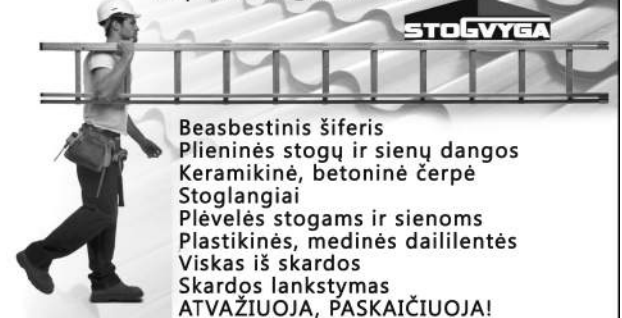 STOGVYGA
Beasbestinis šiferis
Plieninės stogų ir sienų dangos
Keramikinė, betoninė čerpė
Stoglangiai
Plėvelės stogams ir sienoms
Plastikinės, medinės daililentės
Viskas iš skardos
Skardos lankstymas
ATVAŽIUOJA, PASKAIČIUOJA!